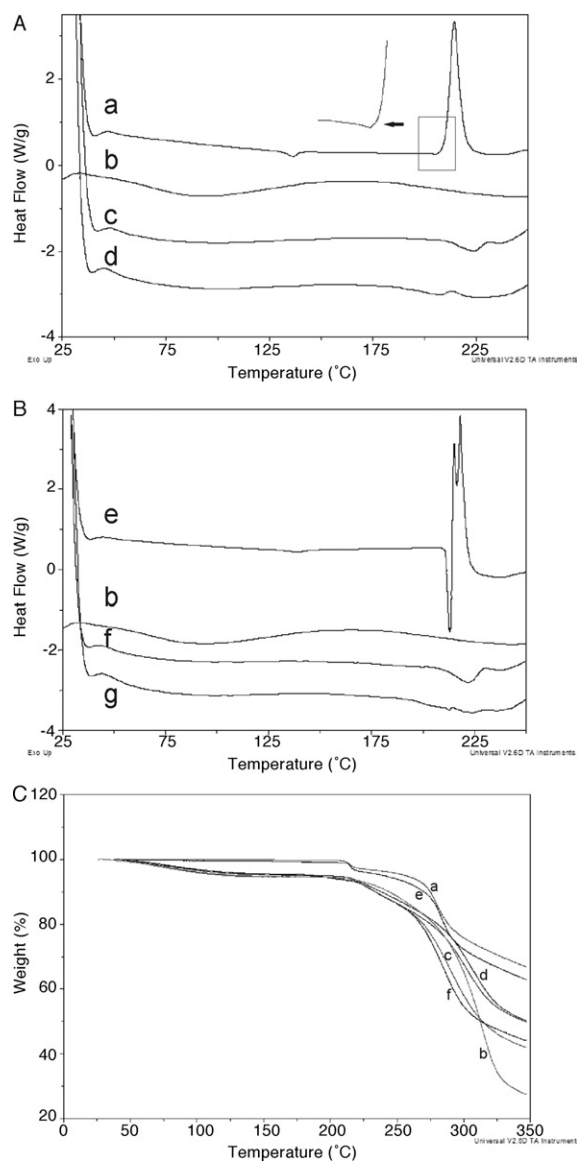 A
Heat Flow (W/g)
2
0
-2
-4
a
b
c
d
25
75
125
175
225
Exo Up
Temperature (˚C)
Universal V2.6D TA Instruments
B
Heat Flow (W/g)
4
2
0
-2
-4
e
b
f
g
25
75
125
175
225
Exo Up
Temperature (˚C)
Universal V2.6D TA Instruments
C
Weight (%)
120
100
80
60
40
20
a
e
c
d
f
b
0
50
100
150
200
250
300
350
Temperature (˚C)
Universal V2.6D TA Instruments